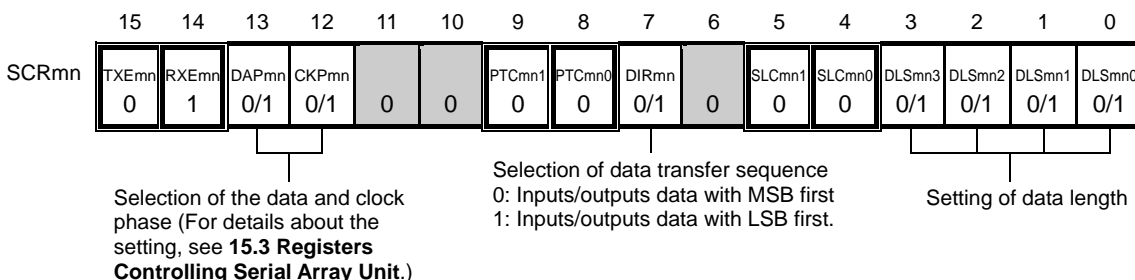 15 14 13 12 11 10 9 8 7 6 5 4 3 2 1 0
SCRmn TXEmn RXEmn DAPmn CKPmn PTCmn1 PTCmn0 DIRmn SLCmn1 SLCmn0 DLSmn3 DLSmn2 DLSmn1 DLSmn0
0 1 0/1 0/1 0 0 0 0 0/1 0 0 0 0/1 0/1 0/1 0/1
Selection of the data and clock
phase (For details about the
setting, see 15.3 Registers
Controlling Serial Array Unit.)
Selection of data transfer sequence
0: Inputs/outputs data with MSB first
1: Inputs/outputs data with LSB first.
Setting of data length